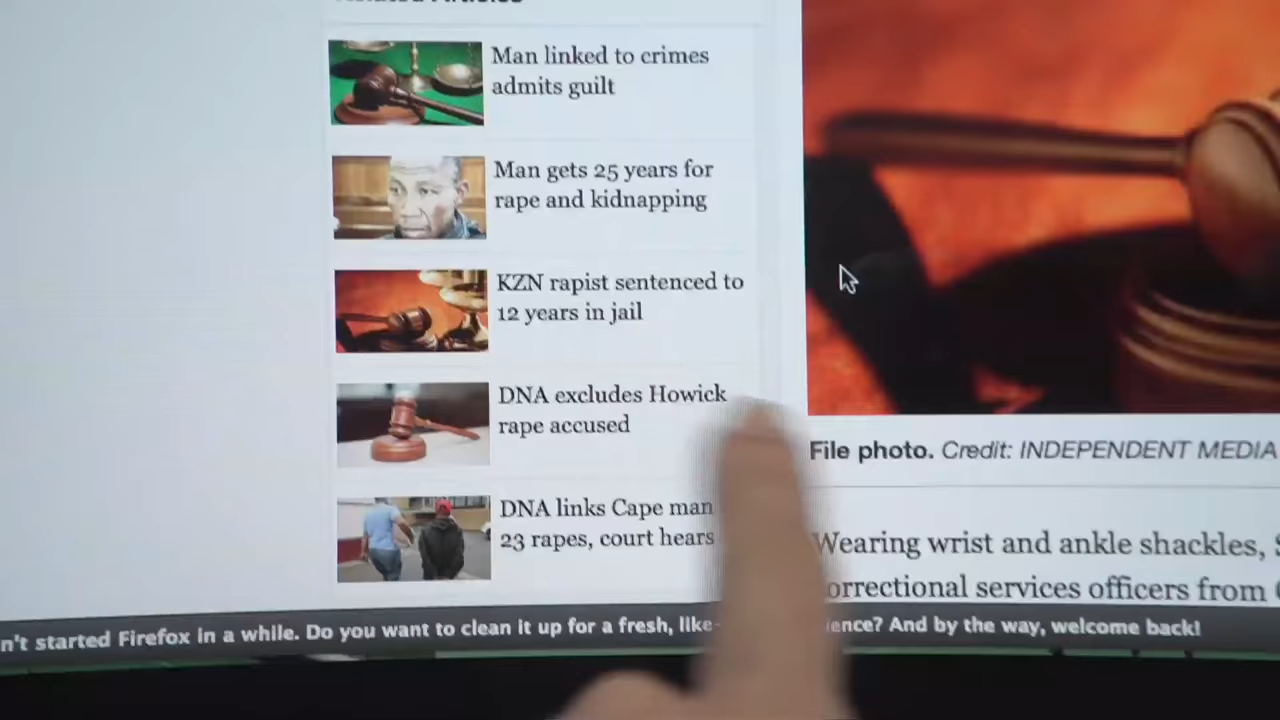 Related Articles
Man linked to crimes
admits guilt
Man gets 25 years for
rape and kidnapping
KZN rapist sentenced to
12 years in jail
DNA excludes Howick
rape accused
DNA links Cape man
23 rapes, court hears
File photo. Credit: INDEPENDENT MEDIA
Wearing wrist and ankle shackles,
orrectional services officers from
n't started Firefox in a while. Do you want to clean it up for a fresh, like- ience? And by the way, welcome back!